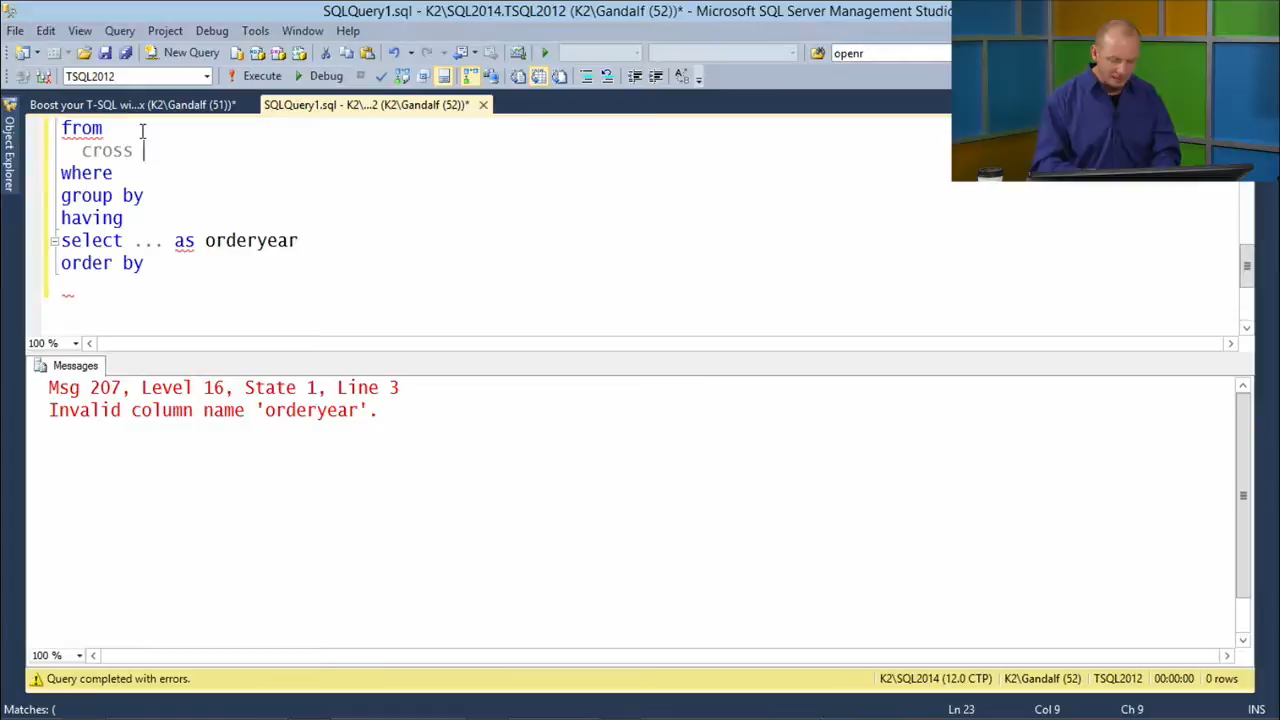 SQLQuery1.sql - K2\SQL2014.TSQL2012 (K2\Gandalf (52))* - Microsoft SQL Server Management Studio
File Edit View Query Project Debug Tools Window Help
New Query openr
TSQL2012 Execute Debug
Boost your T-SQL wi...x (K2\Gandalf (51))* SQLQuery1.sql - K2\...2 (K2\Gandalf (52))*
Object Explorer
from
cross
where
group by
having
select ... as orderyear
order by
100 %
Messages
Msg 207, Level 16, State 1, Line 3
Invalid column name 'orderyear'.
100 %
Query completed with errors. K2\SQL2014 (12.0 CTP) K2\Gandalf (52) TSQL2012 00:00:00 0 rows
Matches: ( Ln 23 Col 9 Ch 9 INS